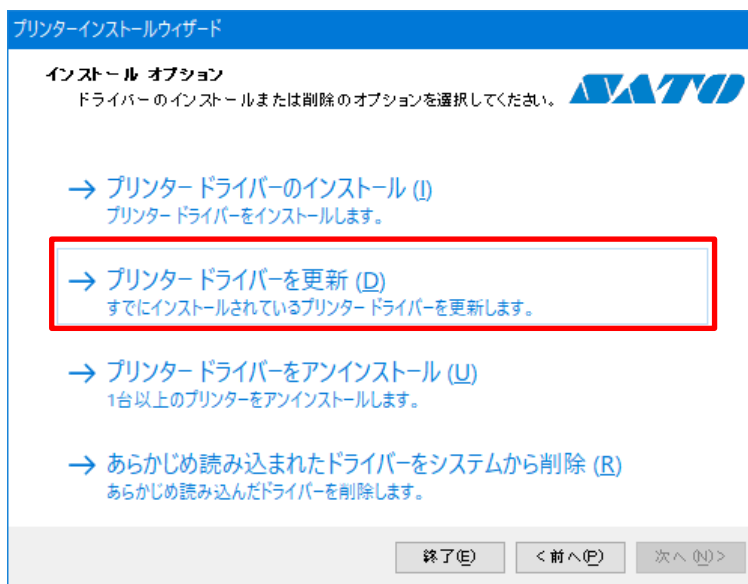 プリンターインストールウィザード
インストール オプション
ドライバーのインストールまたは削除のオプションを選択してください。
SATO
→ プリンター ドライバーのインストール (I)
プリンター ドライバーをインストールします。
→ プリンター ドライバーを更新 (D)
すでにインストールされているプリンター ドライバーを更新します。
→ プリンター ドライバーをアンインストール (U)
1台以上のプリンターをアンインストールします。
→ あらかじめ読み込まれたドライバーをシステムから削除 (R)
あらかじめ読み込んだドライバーを削除します。
終了(E) <前へ(P) 次へ(N)>